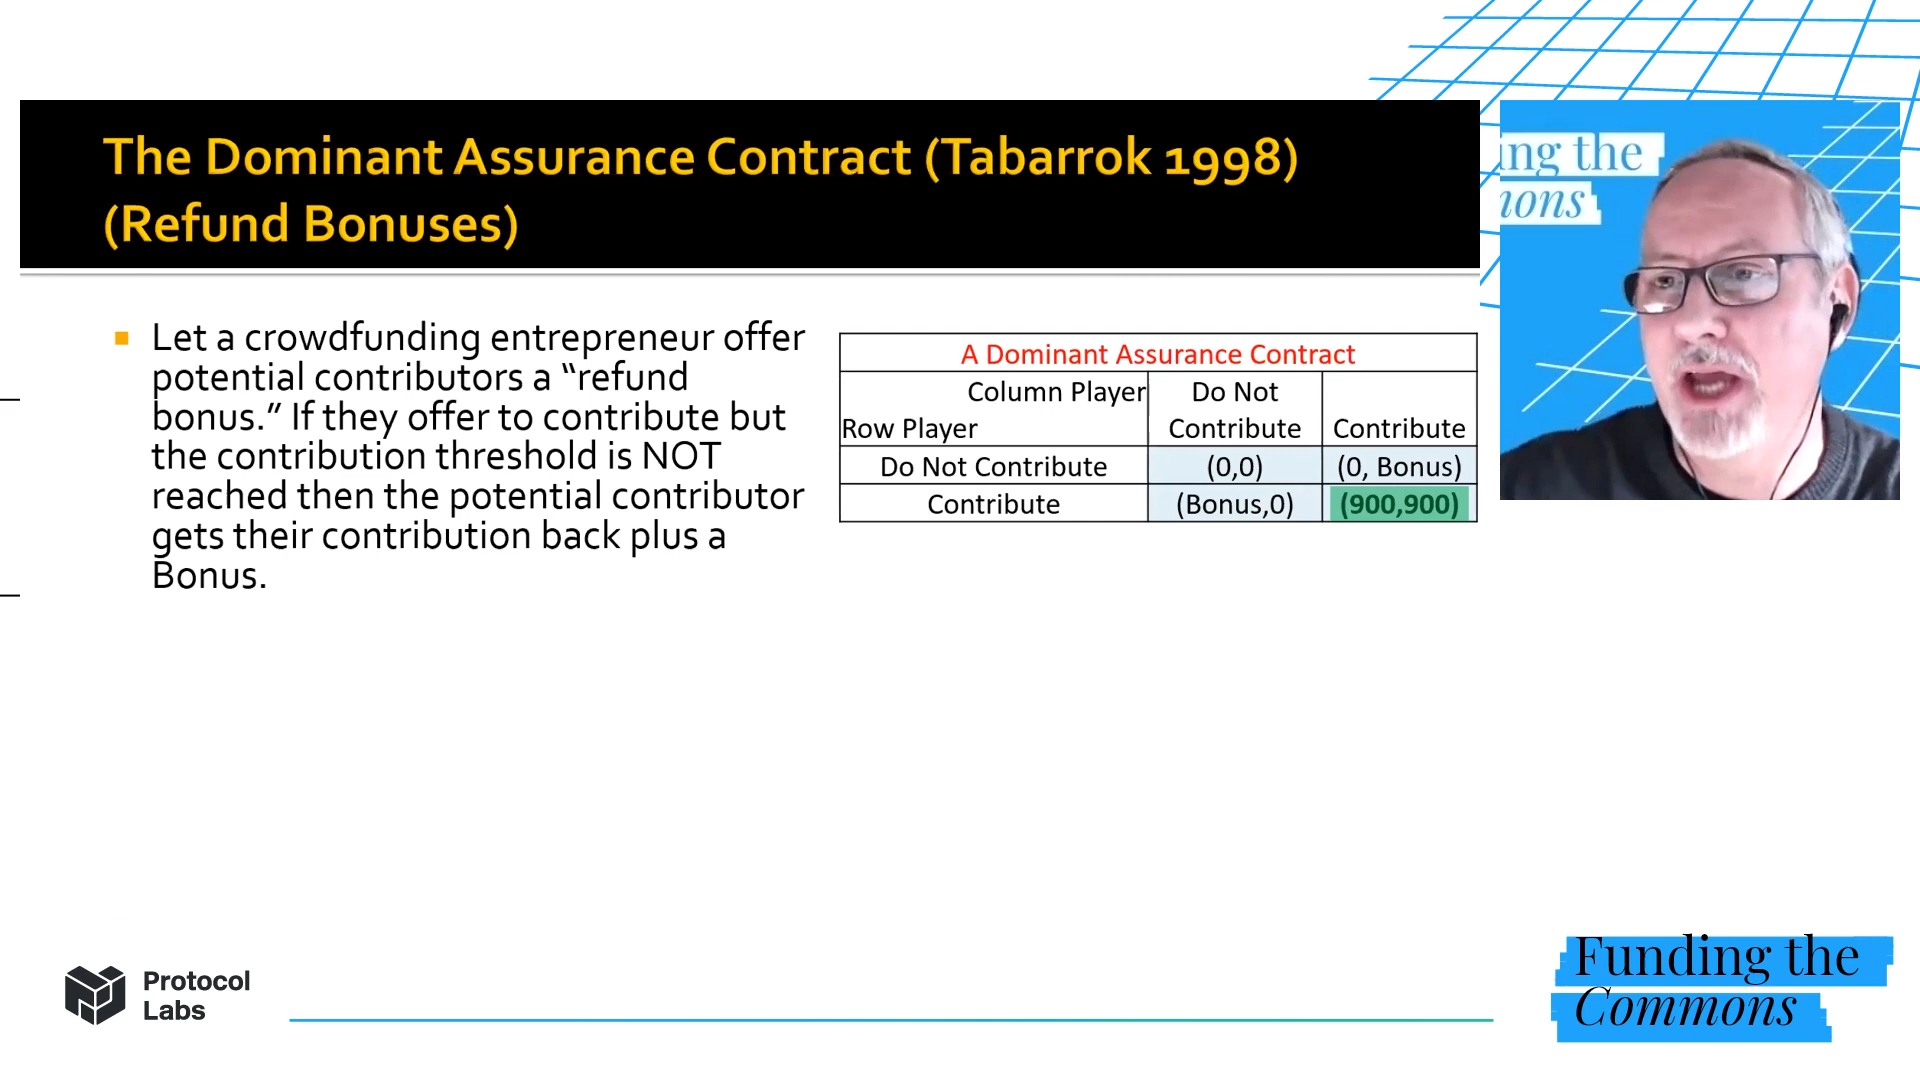 The Dominant Assurance Contract (Tabarrok 1998)
(Refund Bonuses)
Let a crowdfunding entrepreneur offer
potential contributors a “refund
bonus.” If they offer to contribute but
the contribution threshold is NOT
reached then the potential contributor
gets their contribution back plus a
Bonus.
A Dominant Assurance Contract
Column Player
Row Player
Do Not
Contribute
Contribute
Do Not Contribute
(0,0)
(0, Bonus)
Contribute
(Bonus,0)
(900,900)
ing the
mons
Protocol
Labs
Funding the
Commons